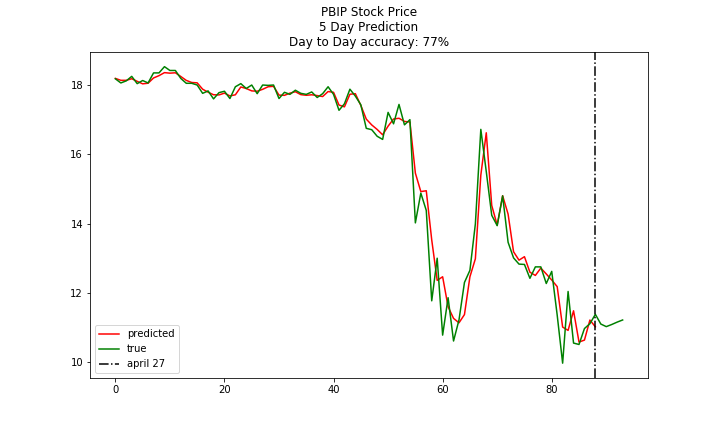 PBIP Stock Price
5 Day Prediction
Day to Day accuracy: 77%
18
16
14
12
10
predicted
true
april 27
0
20
40
60
80